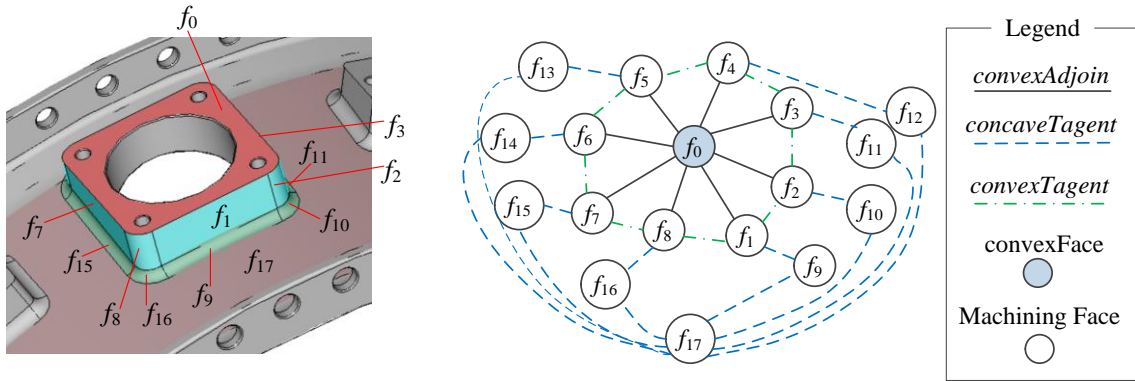 f0
f3
f11
f2
f7
f1
f10
f15
f17
f9
f8
f16
f13
f5
f4
f3
f12
f14
f6
f0
f11
f2
f15
f7
f8
f1
f10
f16
f9
f17
Legend
convexAdjoin
concaveTagent
convexTagent
convexFace
Machining Face